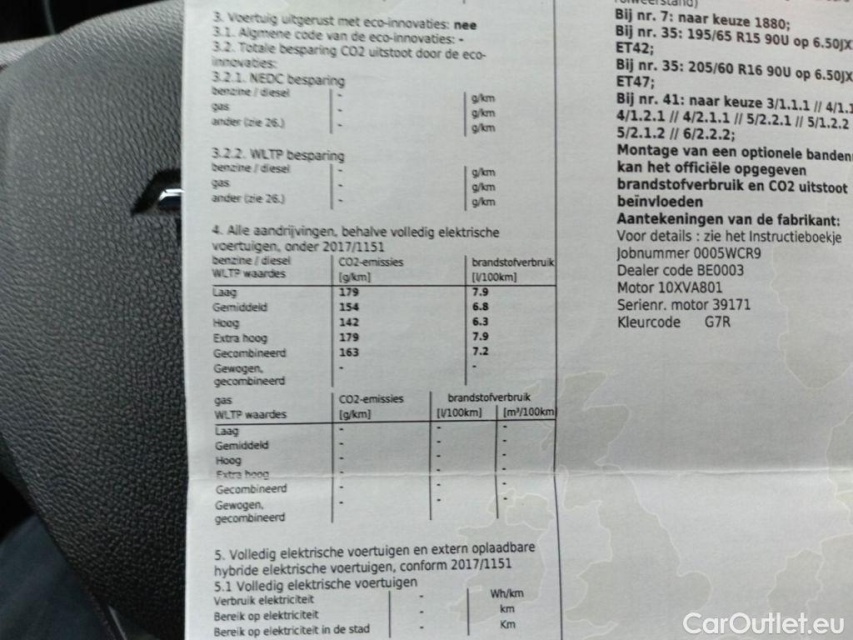 3. Voertuig uitgerust met eco-innovaties: nee
3.1. Algmene code van de eco-innovaties: -
3.2. Totale besparing CO2 uitstoot door de eco-
innovaties:
3.2.1. NEDC besparing
benzine / diesel - g/km
gas - g/km
ander (zie 26.) - g/km
3.2.2. WLTP besparing
benzine / diesel - g/km
gas - g/km
ander (zie 26.) - g/km
4. Alle aandrijvingen, behalve volledig elektrische
voertuigen, onder 2017/1151
benzine / diesel CO2-emissies brandstofverbruik
WLTP waardes [g/km] [l/100km]
Laag 179 7.9
Gemiddeld 154 6.8
Hoog 142 6.3
Extra hoog 179 7.9
Gecombineerd 163 7.2
Gewogen, - -
gecombineerd
gas CO2-emissies brandstofverbruik
WLTP waardes [g/km] [l/100km] [m³/100km]
Laag - - -
Gemiddeld - - -
Hoog - - -
Extra hoog - - -
Gecombineerd - - -
Gewogen, - - -
gecombineerd
5. Volledig elektrische voertuigen en extern oplaadbare
hybride elektrische voertuigen, conform 2017/1151
5.1 Volledig elektrische voertuigen
Verbruik elektriciteit - Wh/km
Bereik op elektriciteit - km
Bereik op elektriciteit in de stad - Km
Bij nr. 7: naar keuze 1880;
Bij nr. 35: 195/65 R15 90U op 6.50JX
ET42;
Bij nr. 35: 205/60 R16 90U op 6.50JX
ET47;
Bij nr. 41: naar keuze 3/1.1.1 // 4/1.1
4/1.2.1 // 4/2.1.1 // 5/2.2.1 // 5/1.2.2
5/2.1.2 // 6/2.2.2;
Montage van een optionele banden
kan het officiële opgegeven
brandstofverbruik en CO2 uitstoot
beïnvloeden
Aantekeningen van de fabrikant:
Voor details : zie het Instructieboekje
Jobnummer 0005WCR9
Dealer code BE0003
Motor 10XVA801
Serienr. motor 39171
Kleurcode G7R
CarOutlet.eu